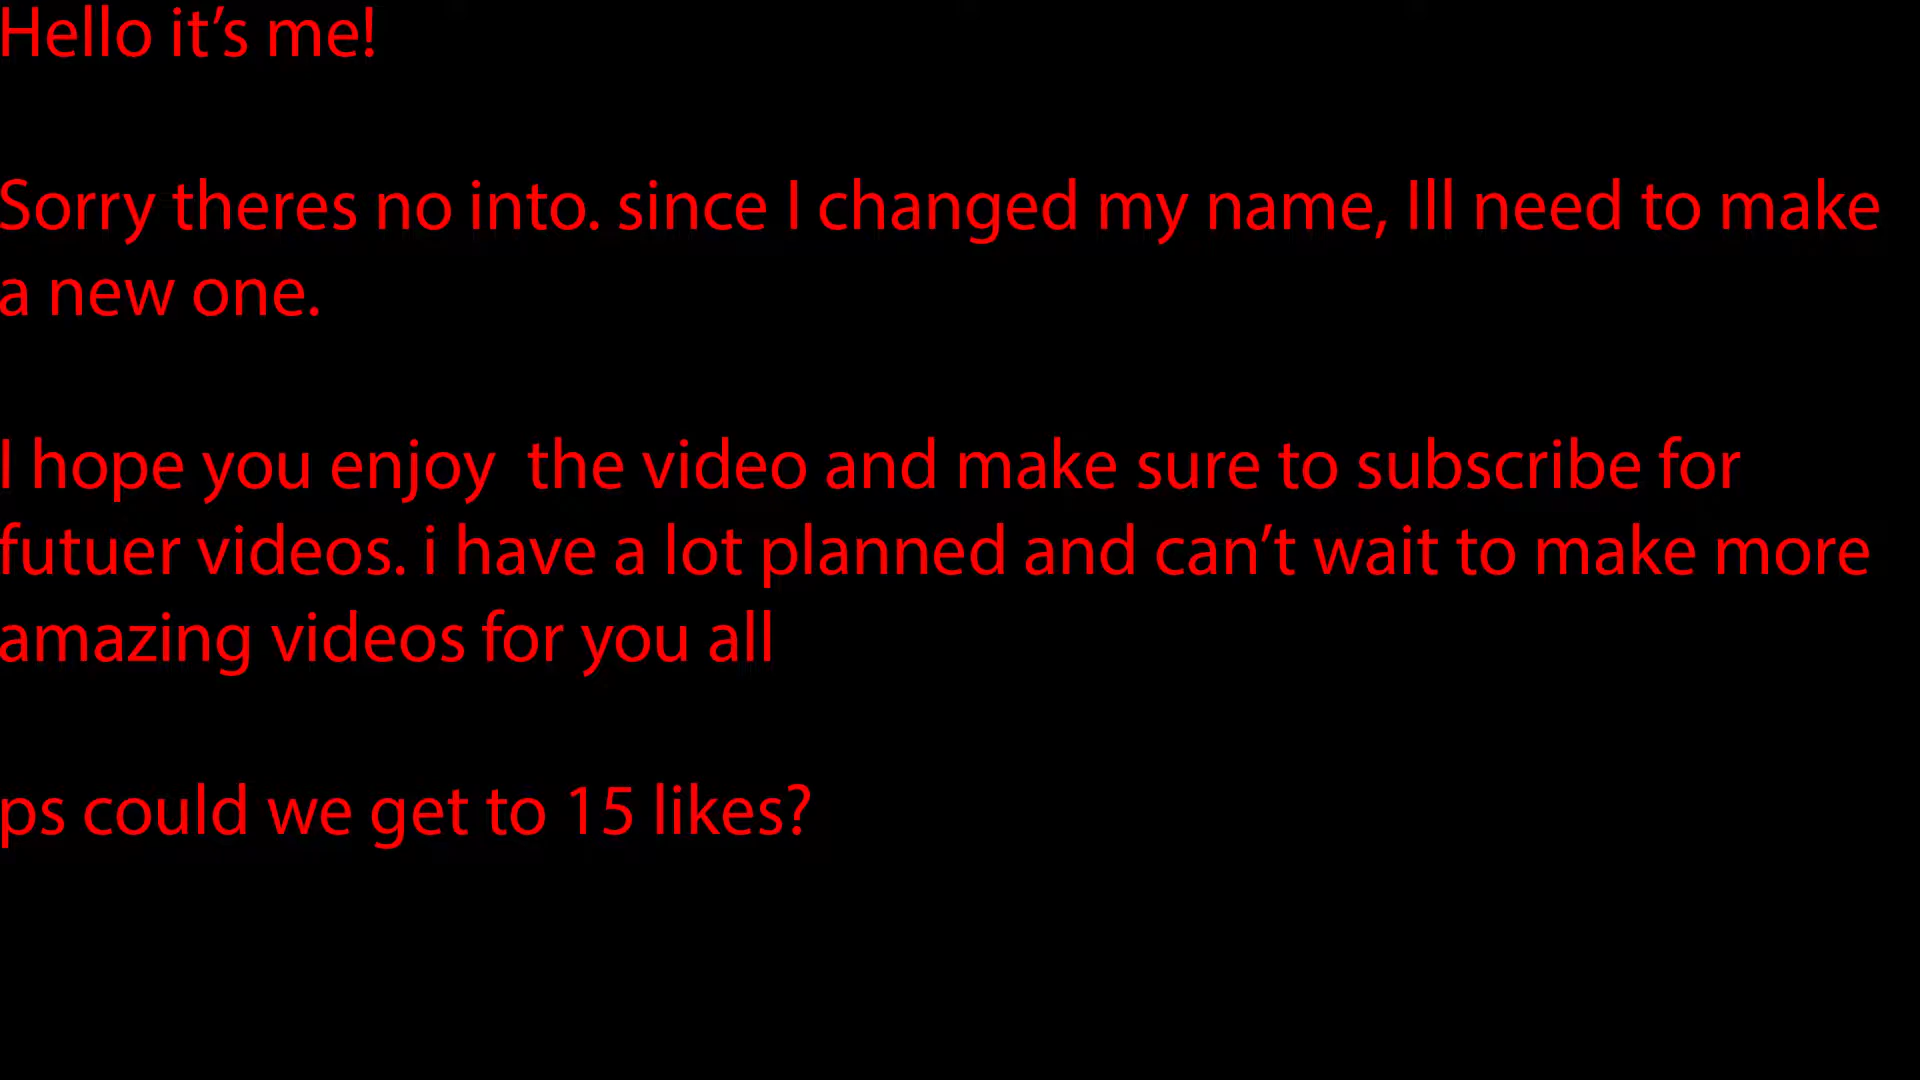 Hello it’s me!
Sorry theres no into. since I changed my name, Ill need to make
a new one.
I hope you enjoy  the video and make sure to subscribe for
futuer videos. i have a lot planned and can’t wait to make more
amazing videos for you all
ps could we get to 15 likes?